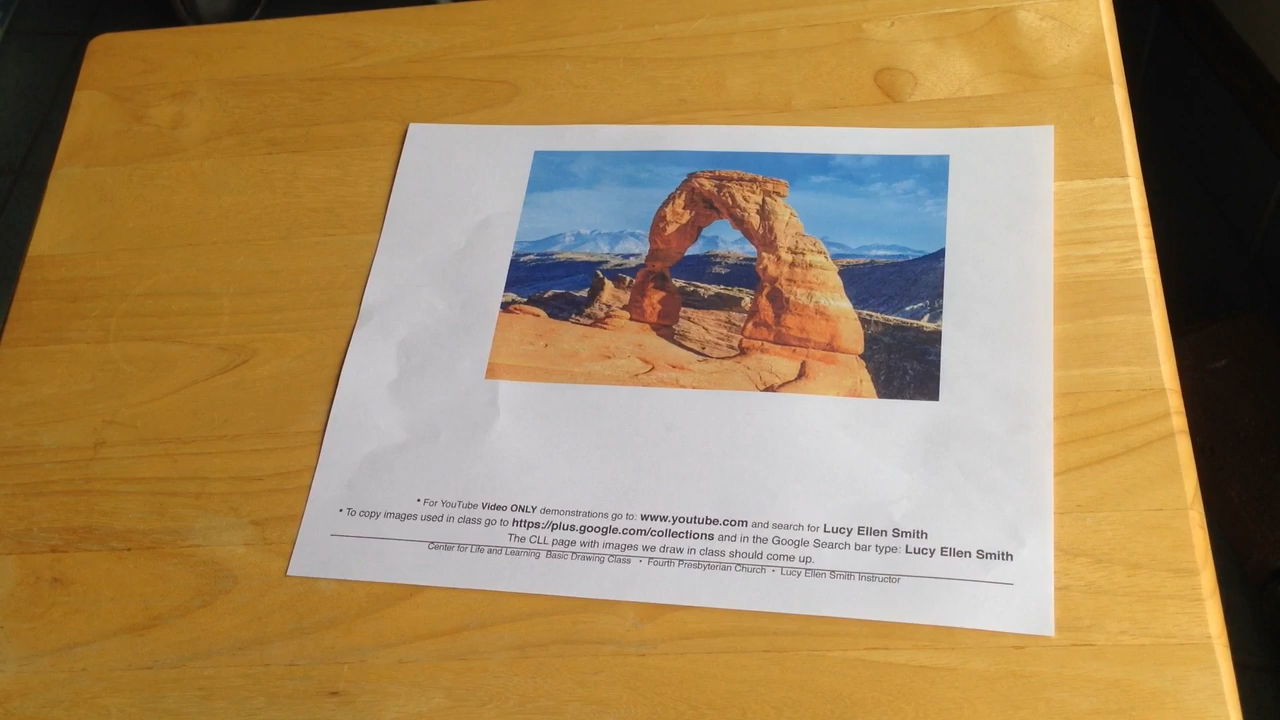 * For YouTube Video ONLY demonstrations go to: www.youtube.com and search for Lucy Ellen Smith
* To copy images used in class go to https://plus.google.com/collections and in the Google Search bar type: Lucy Ellen Smith
The CLL page with images we draw in class should come up.
Center for Life and Learning Basic Drawing Class • Fourth Presbyterian Church • Lucy Ellen Smith Instructor